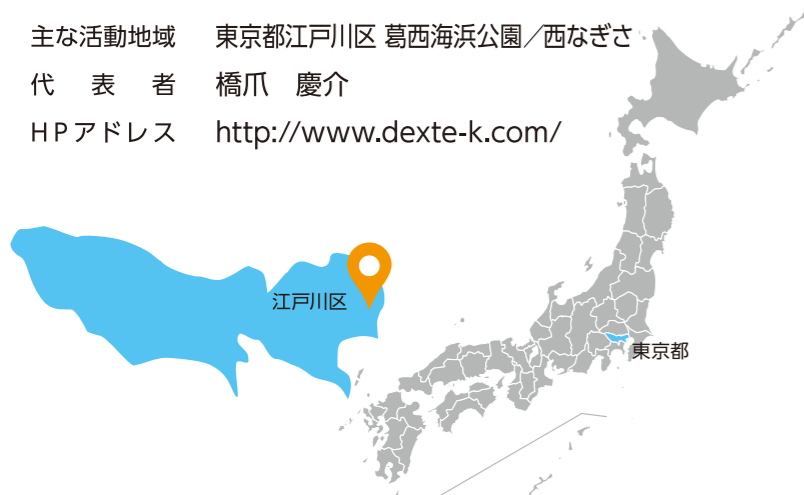 主な活動地域 東京都江戸川区 葛西海浜公園／西なぎさ
代表者 橋爪 慶介
HPアドレス http://www.dexte-k.com/
江戸川区
東京都